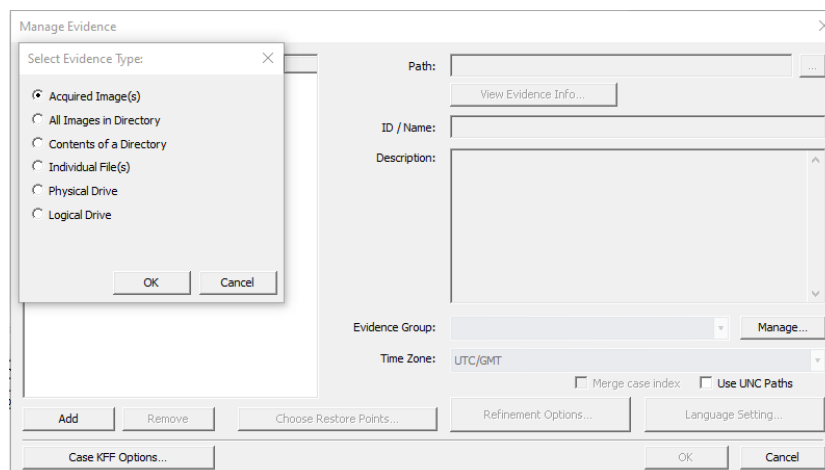 Manage Evidence
Select Evidence Type:
Acquired Image(s)
All Images in Directory
Contents of a Directory
Individual File(s)
Physical Drive
Logical Drive
OK
Cancel
Path:
...
View Evidence Info...
ID / Name:
Description:
Evidence Group:
Manage...
Time Zone:
UTC/GMT
Merge case index
Use UNC Paths
Add
Remove
Choose Restore Points...
Refinement Options...
Language Setting...
Case KFF Options...
OK
Cancel